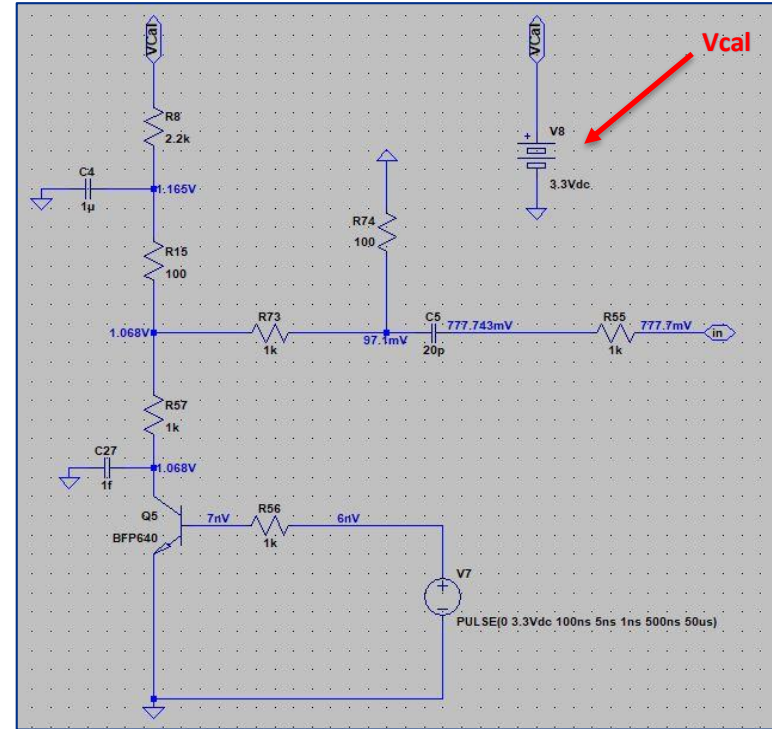 VCal
VCal
Vcal
R8
2.2k
V8
3.3Vdc
C4
1µ
1.165V
R74
100
R15
100
R73
1k
1.068V
97.1mV
C5
20p
777.743mV
R55
1k
777.7mV
in
R57
1k
C27
1f
1.068V
Q5
BFP640
7nV
R56
1k
6nV
V7
PULSE(0 3.3Vdc 100ns 5ns 1ns 500ns 50us)